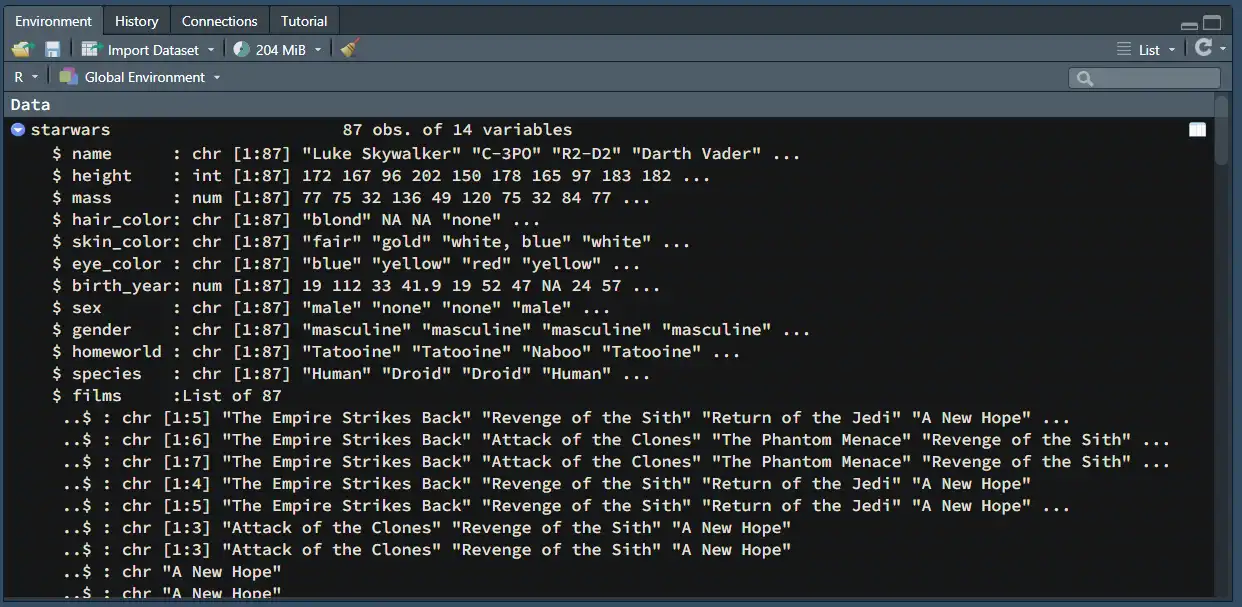 Environment History Connections Tutorial
Import Dataset 204 MiB List
R Global Environment
Data
starwars 87 obs. of 14 variables
$ name : chr [1:87] "Luke Skywalker" "C-3PO" "R2-D2" "Darth Vader" ...
$ height : int [1:87] 172 167 96 202 150 178 165 97 183 182 ...
$ mass : num [1:87] 77 75 32 136 49 120 75 32 84 77 ...
$ hair_color: chr [1:87] "blond" NA NA "none" ...
$ skin_color: chr [1:87] "fair" "gold" "white, blue" "white" ...
$ eye_color : chr [1:87] "blue" "yellow" "red" "yellow" ...
$ birth_year: num [1:87] 19 112 33 41.9 19 52 47 NA 24 57 ...
$ sex : chr [1:87] "male" "none" "none" "male" ...
$ gender : chr [1:87] "masculine" "masculine" "masculine" "masculine" ...
$ homeworld : chr [1:87] "Tatooine" "Tatooine" "Naboo" "Tatooine" ...
$ species : chr [1:87] "Human" "Droid" "Droid" "Human" ...
$ films :List of 87
..$ : chr [1:5] "The Empire Strikes Back" "Revenge of the Sith" "Return of the Jedi" "A New Hope" ...
..$ : chr [1:6] "The Empire Strikes Back" "Attack of the Clones" "The Phantom Menace" "Revenge of the Sith" ...
..$ : chr [1:7] "The Empire Strikes Back" "Attack of the Clones" "The Phantom Menace" "Revenge of the Sith" ...
..$ : chr [1:4] "The Empire Strikes Back" "Revenge of the Sith" "Return of the Jedi" "A New Hope"
..$ : chr [1:5] "The Empire Strikes Back" "Revenge of the Sith" "Return of the Jedi" "A New Hope" ...
..$ : chr [1:3] "Attack of the Clones" "Revenge of the Sith" "A New Hope"
..$ : chr [1:3] "Attack of the Clones" "Revenge of the Sith" "A New Hope"
..$ : chr "A New Hope"
..$ : chr "A New Hope"